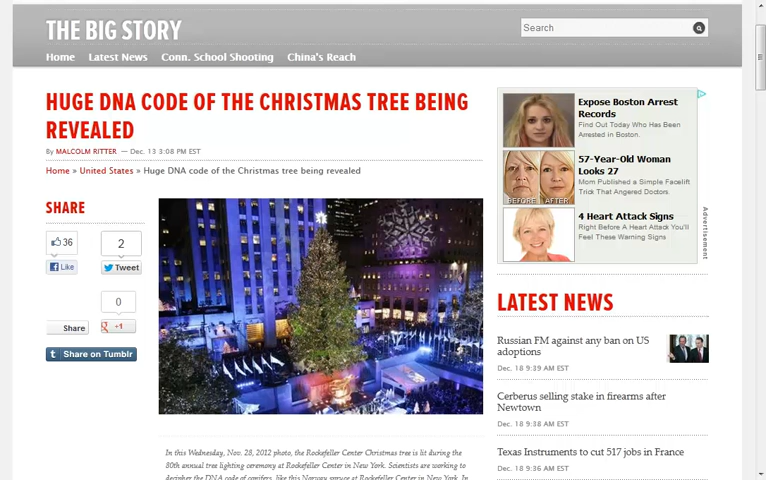 THE BIG STORY
Search
Home Latest News Conn. School Shooting China's Reach
HUGE DNA CODE OF THE CHRISTMAS TREE BEING
REVEALED
By MALCOLM RITTER — Dec. 13 3:08 PM EST
Home » United States » Huge DNA code of the Christmas tree being revealed
SHARE
36
2
Like
Tweet
0
Share
+1
Share on Tumblr
In this Wednesday, Nov. 28, 2012 photo, the Rockefeller Center Christmas tree is lit during the
80th annual tree lighting ceremony at Rockefeller Center in New York. Scientists are working to
decipher the DNA code of conifers, like this Norway spruce at Rockefeller Center in New York. In
Expose Boston Arrest
Records
Find Out Today Who Has Been
Arrested in Boston.
57-Year-Old Woman
Looks 27
Mom Published a Simple Facelift
Trick That Angered Doctors.
BEFORE AFTER
4 Heart Attack Signs
Right Before A Heart Attack You'll
Feel These Warning Signs
Advertisement
LATEST NEWS
Russian FM against any ban on US
adoptions
Dec. 18 9:39 AM EST
Cerberus selling stake in firearms after
Newtown
Dec. 18 9:38 AM EST
Texas Instruments to cut 517 jobs in France
Dec. 18 9:36 AM EST